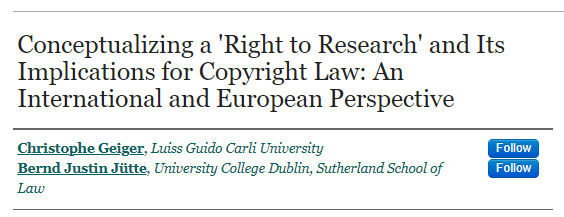 Conceptualizing a 'Right to Research' and Its
Implications for Copyright Law: An
International and European Perspective
Christophe Geiger, Luiss Guido Carli University
Follow
Bernd Justin Jütte, University College Dublin, Sutherland School of
Law
Follow